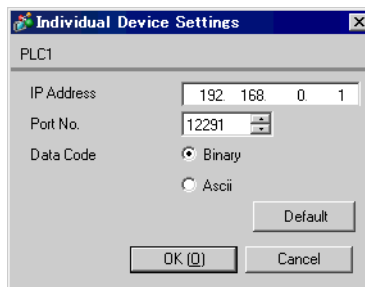 Individual Device Settings
PLC1
IP Address 192. 168. 0. 1
Port No. 12291
Data Code Binary
Ascii
Default
OK (O) Cancel